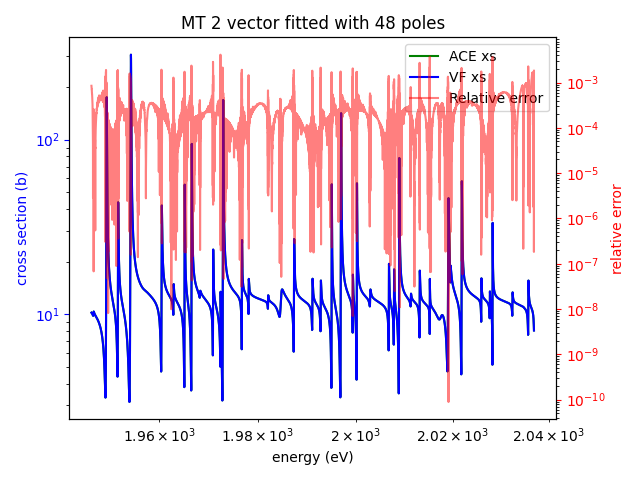 MT 2 vector fitted with 48 poles
ACE xs
VF xs
Relative error
cross section (b)
10²
10¹
relative error
10⁻³
10⁻⁴
10⁻⁵
10⁻⁶
10⁻⁷
10⁻⁸
10⁻⁹
10⁻¹⁰
1.96 × 10³ 1.98 × 10³ 2 × 10³ 2.02 × 10³ 2.04 × 10³
energy (eV)